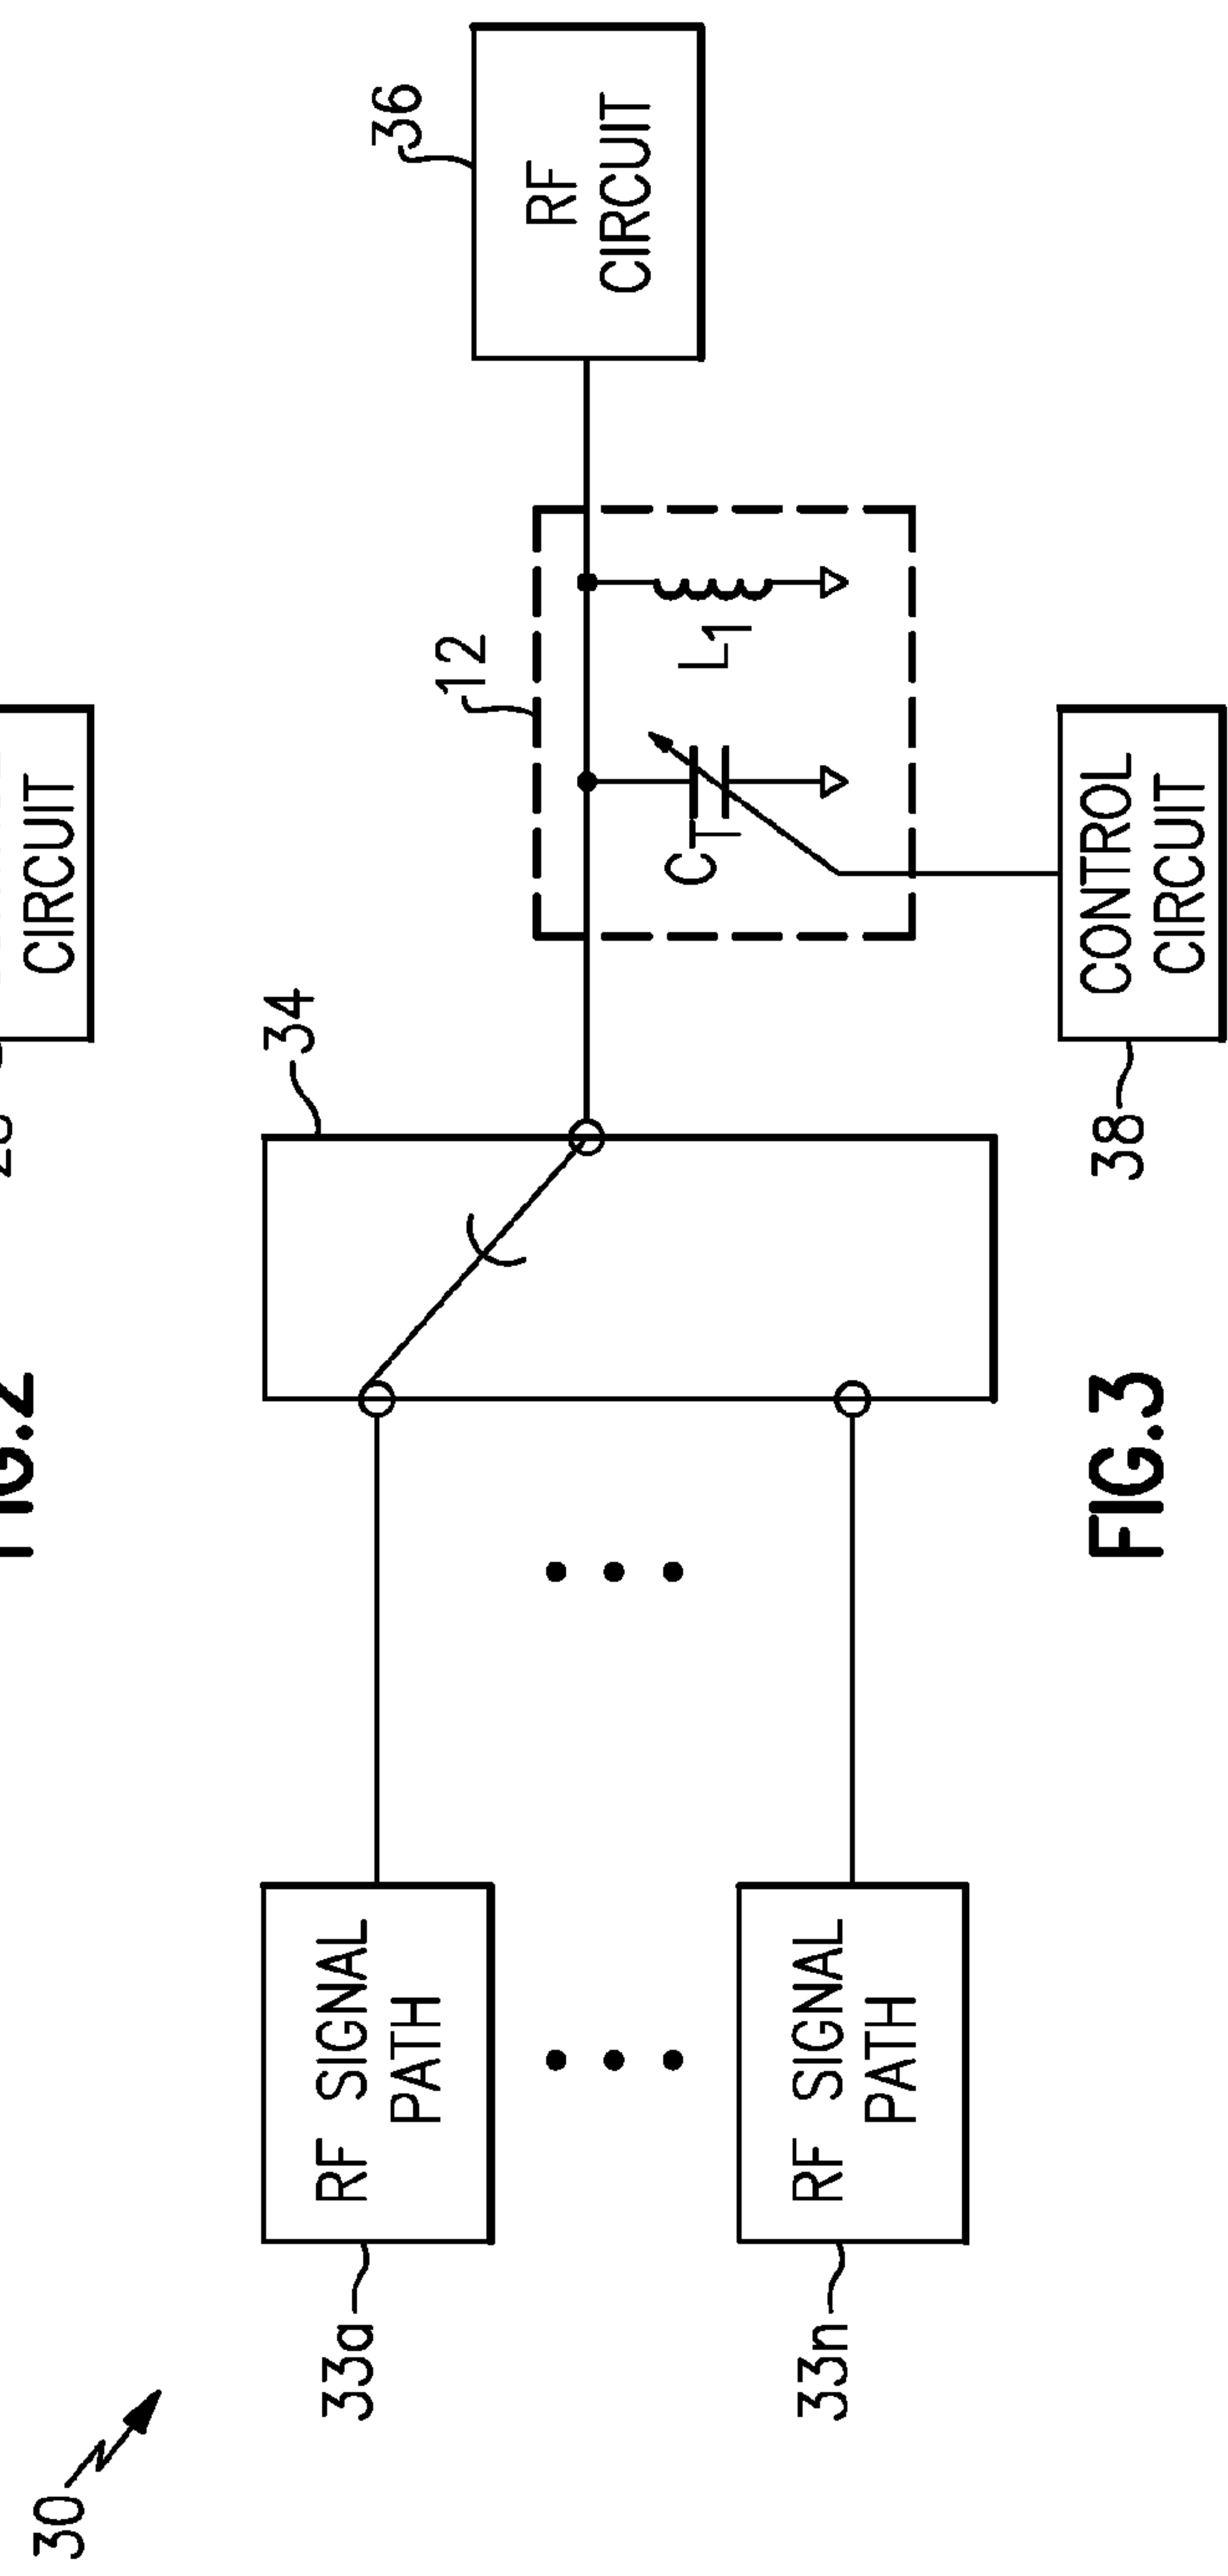 CIRCUIT
FIG.2
30
33a
RF SIGNAL
PATH
33n
RF SIGNAL
PATH
34
12
C_T
L1
36
RF
CIRCUIT
38
CONTROL
CIRCUIT
FIG.3